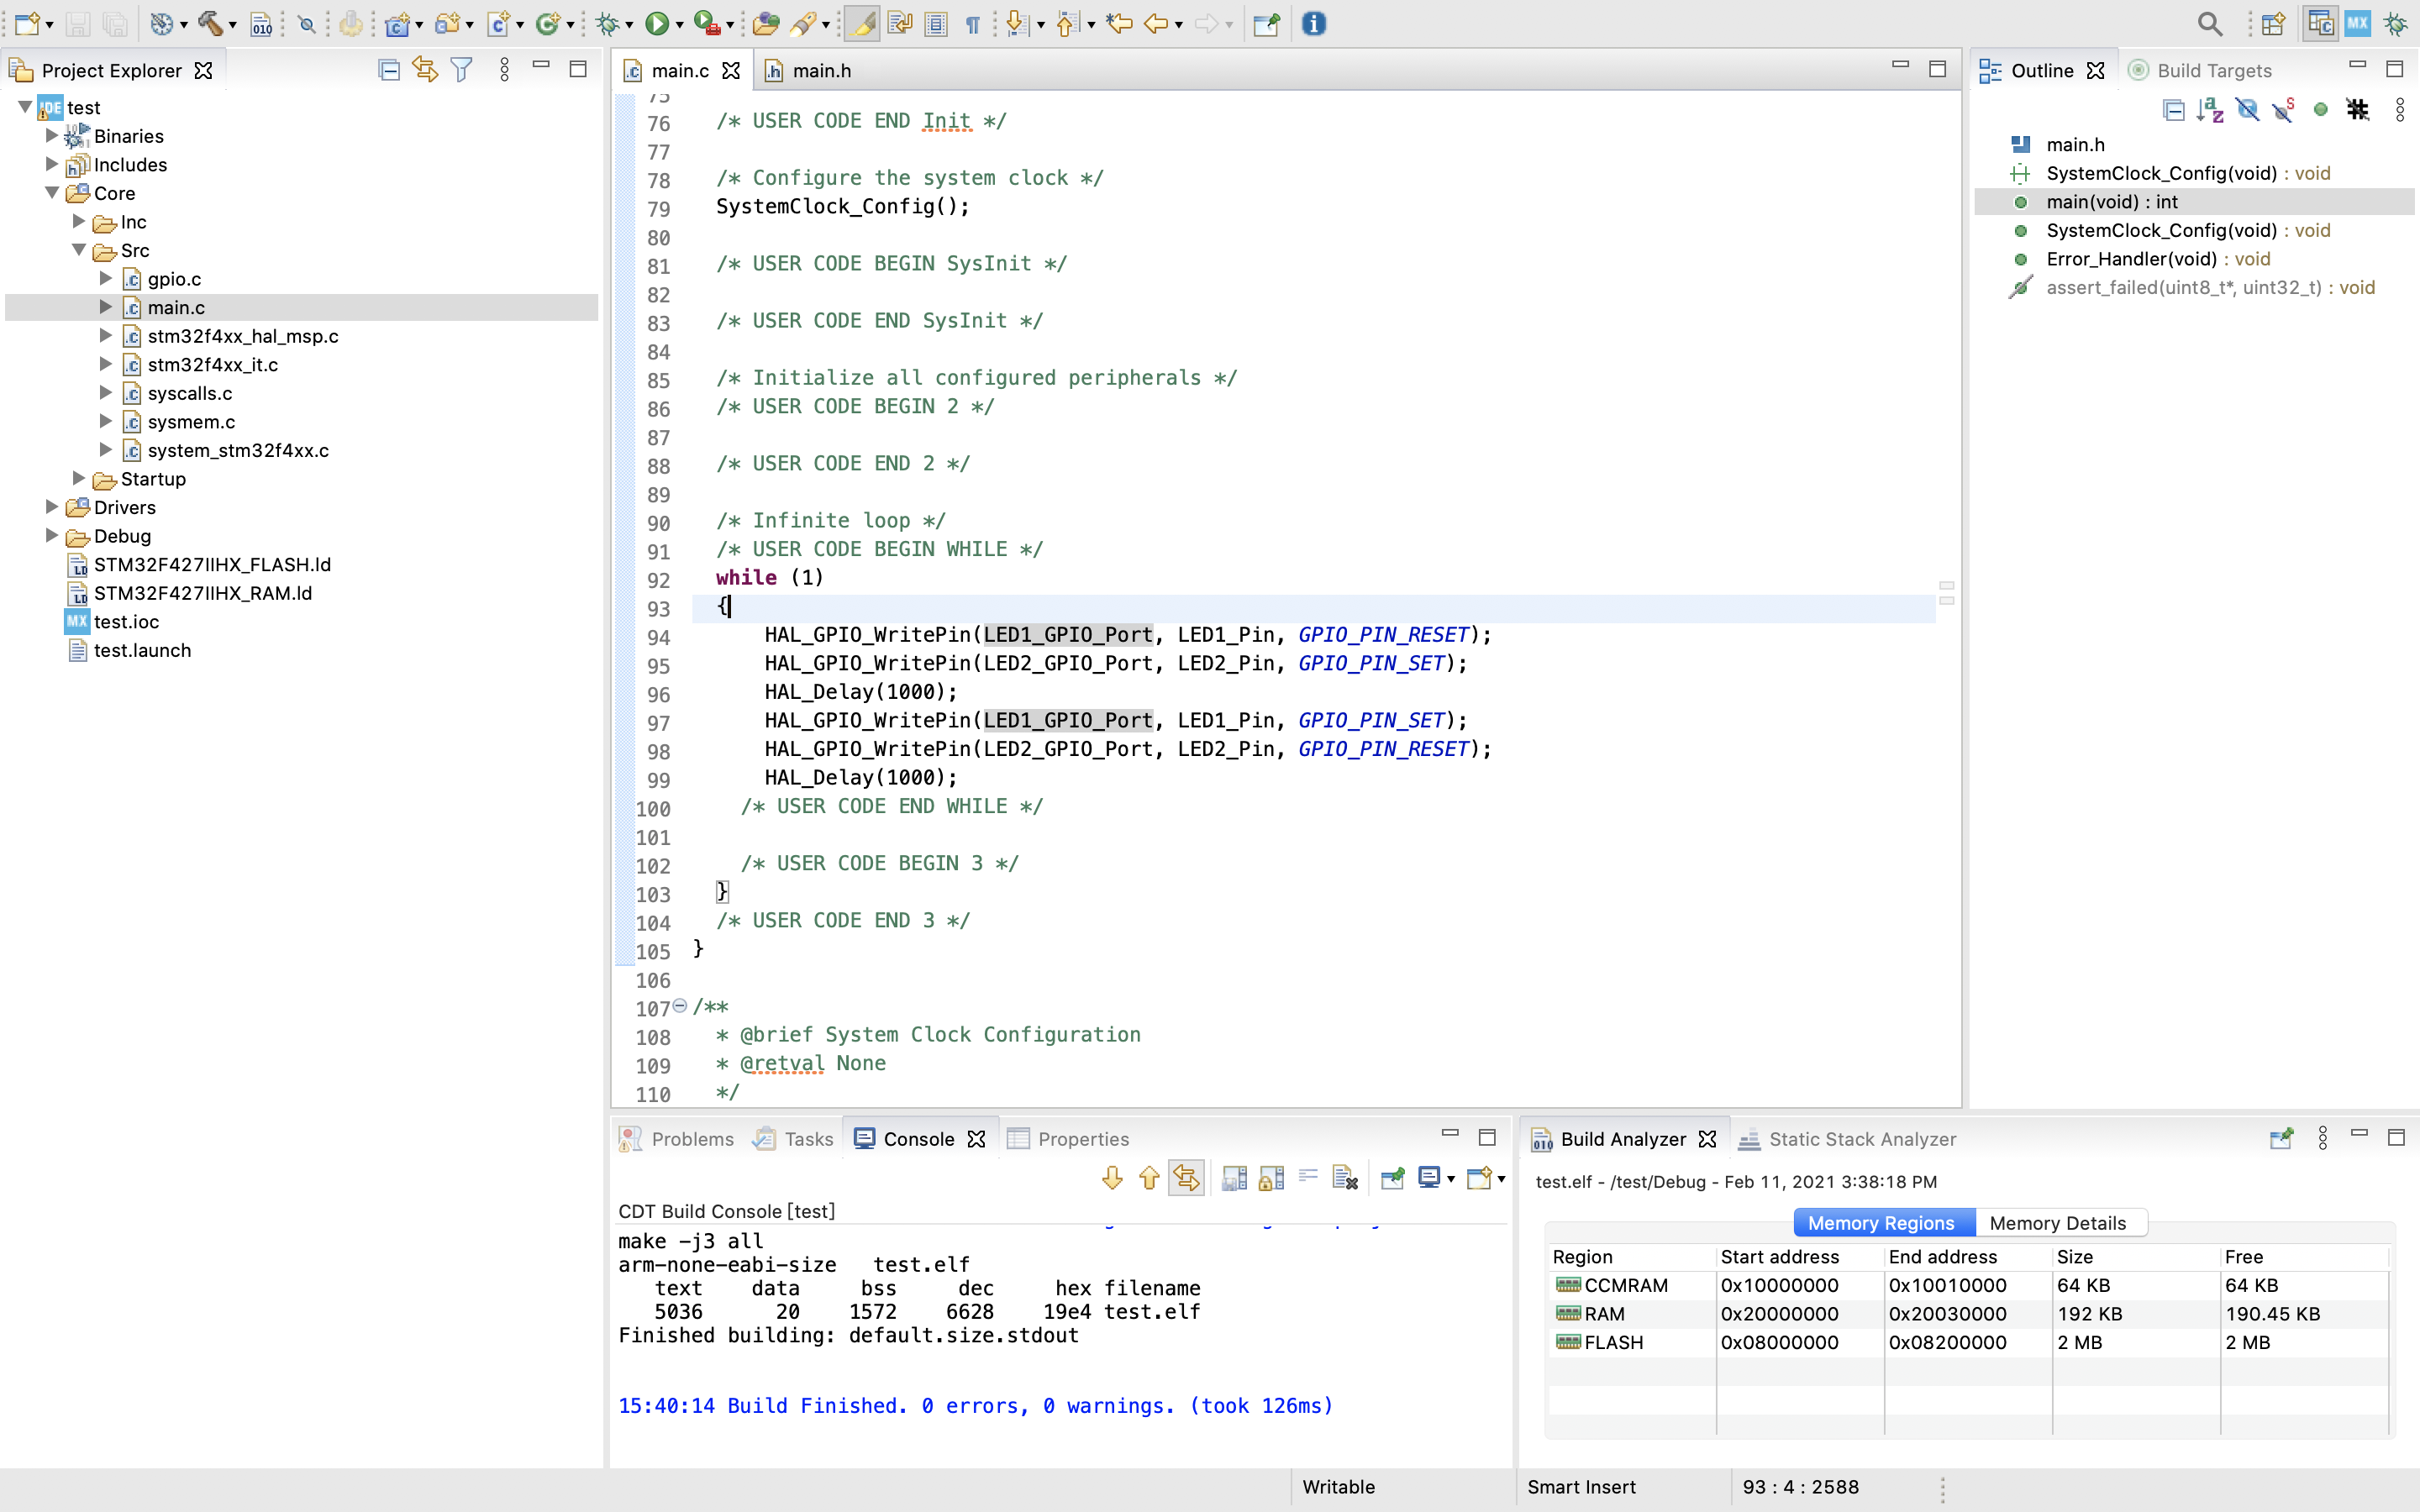 Project Explorer
test
Binaries
Includes
Core
Inc
Src
gpio.c
main.c
stm32f4xx_hal_msp.c
stm32f4xx_it.c
syscalls.c
sysmem.c
system_stm32f4xx.c
Startup
Drivers
Debug
STM32F427IIHX_FLASH.ld
STM32F427IIHX_RAM.ld
MX test.ioc
test.launch
main.c
main.h
75
76 /* USER CODE END Init */
77
78 /* Configure the system clock */
79 SystemClock_Config();
80
81 /* USER CODE BEGIN SysInit */
82
83 /* USER CODE END SysInit */
84
85 /* Initialize all configured peripherals */
86 /* USER CODE BEGIN 2 */
87
88 /* USER CODE END 2 */
89
90 /* Infinite loop */
91 /* USER CODE BEGIN WHILE */
92 while (1)
93 {
94 HAL_GPIO_WritePin(LED1_GPIO_Port, LED1_Pin, GPIO_PIN_RESET);
95 HAL_GPIO_WritePin(LED2_GPIO_Port, LED2_Pin, GPIO_PIN_SET);
96 HAL_Delay(1000);
97 HAL_GPIO_WritePin(LED1_GPIO_Port, LED1_Pin, GPIO_PIN_SET);
98 HAL_GPIO_WritePin(LED2_GPIO_Port, LED2_Pin, GPIO_PIN_RESET);
99 HAL_Delay(1000);
100 /* USER CODE END WHILE */
101
102 /* USER CODE BEGIN 3 */
103 }
104 /* USER CODE END 3 */
105 }
106
107 /**
108 * @brief System Clock Configuration
109 * @retval None
110 */
Outline
Build Targets
main.h
SystemClock_Config(void) : void
main(void) : int
SystemClock_Config(void) : void
Error_Handler(void) : void
assert_failed(uint8_t*, uint32_t) : void
Problems Tasks Console Properties
CDT Build Console [test]
make -j3 all
arm-none-eabi-size test.elf
text data bss dec hex filename
5036 20 1572 6628 19e4 test.elf
Finished building: default.size.stdout
15:40:14 Build Finished. 0 errors, 0 warnings. (took 126ms)
Build Analyzer Static Stack Analyzer
test.elf - /test/Debug - Feb 11, 2021 3:38:18 PM
Memory Regions Memory Details
Region Start address End address Size Free
CCMRAM 0x10000000 0x10010000 64 KB 64 KB
RAM 0x20000000 0x20030000 192 KB 190.45 KB
FLASH 0x08000000 0x08200000 2 MB 2 MB
Writable Smart Insert 93 : 4 : 2588